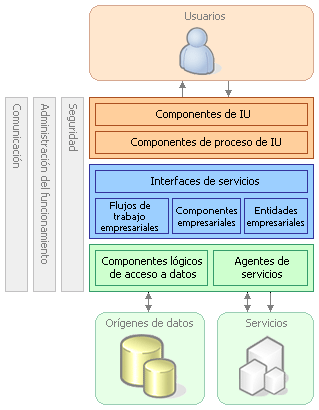 Usuarios
Comunicación
Administración del funcionamiento
Seguridad
Componentes de IU
Componentes de proceso de IU
Interfaces de servicios
Flujos de
trabajo
empresariales
Componentes
empresariales
Entidades
empresariales
Componentes lógicos
de acceso a datos
Agentes de
servicios
Orígenes de datos
Servicios